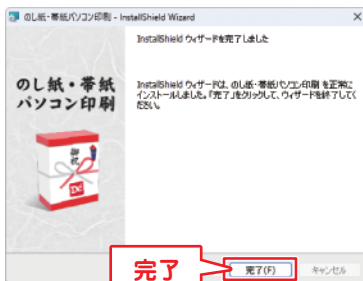 のし紙・帯紙パソコン印刷 - InstallShield Wizard
InstallShield ウィザードを完了しました
のし紙・帯紙
パソコン印刷
InstallShield ウィザードは、のし紙・帯紙パソコン印刷 を正常に
インストールしました。「完了」をクリックして、ウィザードを終了してく
ださい。
御祝
完了
完了(F)
キャンセル